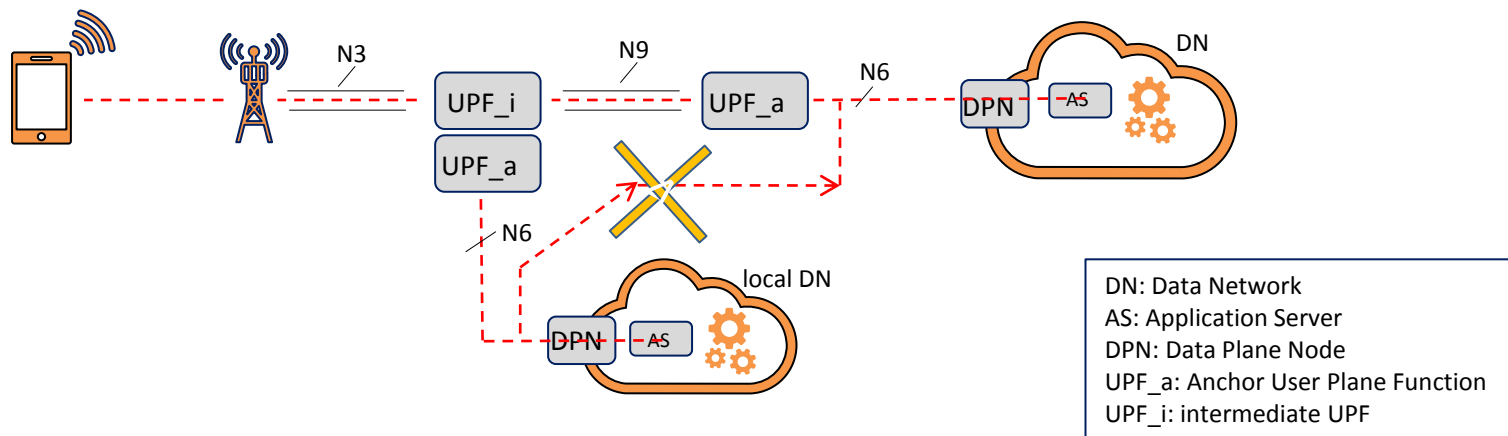 DN
N3
N9
N6
UPF_i
UPF_a
DPN
AS
UPF_a
N6
local DN
DPN
AS
DN: Data Network
AS: Application Server
DPN: Data Plane Node
UPF_a: Anchor User Plane Function
UPF_i: intermediate UPF